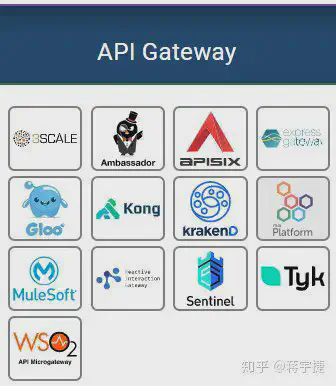 API Gateway
3SCALE
Ambassador
APISIX
express
gateway
Gloo
Kong
KrakenD
Platform
MuleSoft
Reactive
Interaction
Gateway
Sentinel
Tyk
WSO2
API Microgateway
知乎 @蒋宇捷